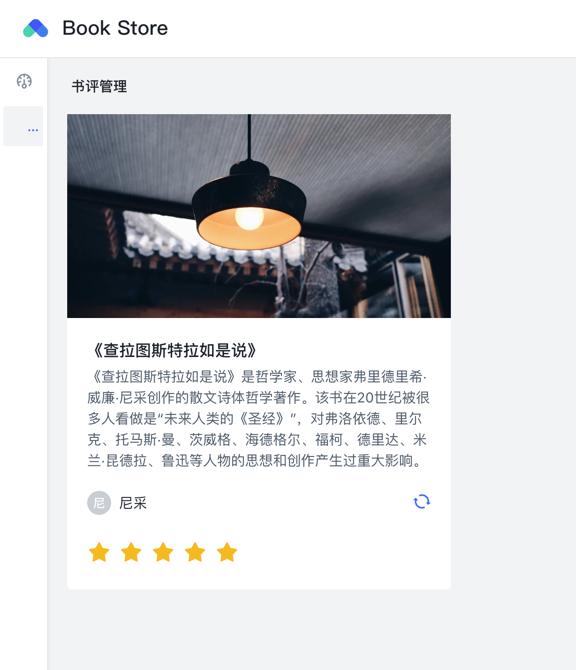 Book Store
书评管理
...
《查拉图斯特拉如是说》
《查拉图斯特拉如是说》是哲学家、思想家弗里德里希·
威廉·尼采创作的散文诗体哲学著作。该书在20世纪被很
多人看做是“未来人类的《圣经》”，对弗洛依德、里尔
克、托马斯·曼、茨威格、海德格尔、福柯、德里达、米
兰·昆德拉、鲁迅等人物的思想和创作产生过重大影响。
尼 尼采